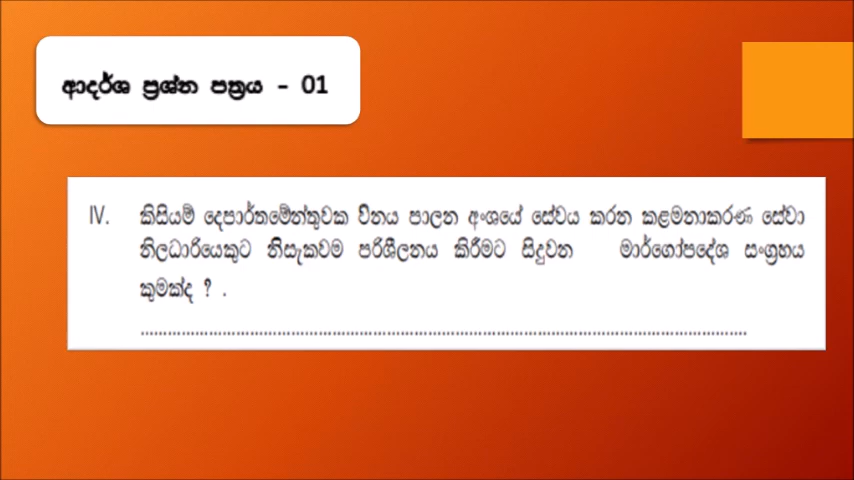 ආදර්ශ ප්‍රශ්න පත්‍රය - 01
IV. කිසියම් දෙපාර්තමේන්තුවක විනය පාලන අංශයේ සේවය කරන කළමනාකරණ සේවා
නිලධාරියෙකුට නිසැකවම පරිශීලනය කිරීමට සිදුවන මාර්ගෝපදේශ සංග්‍රහය
කුමක්ද ? .
....................................................................................................................